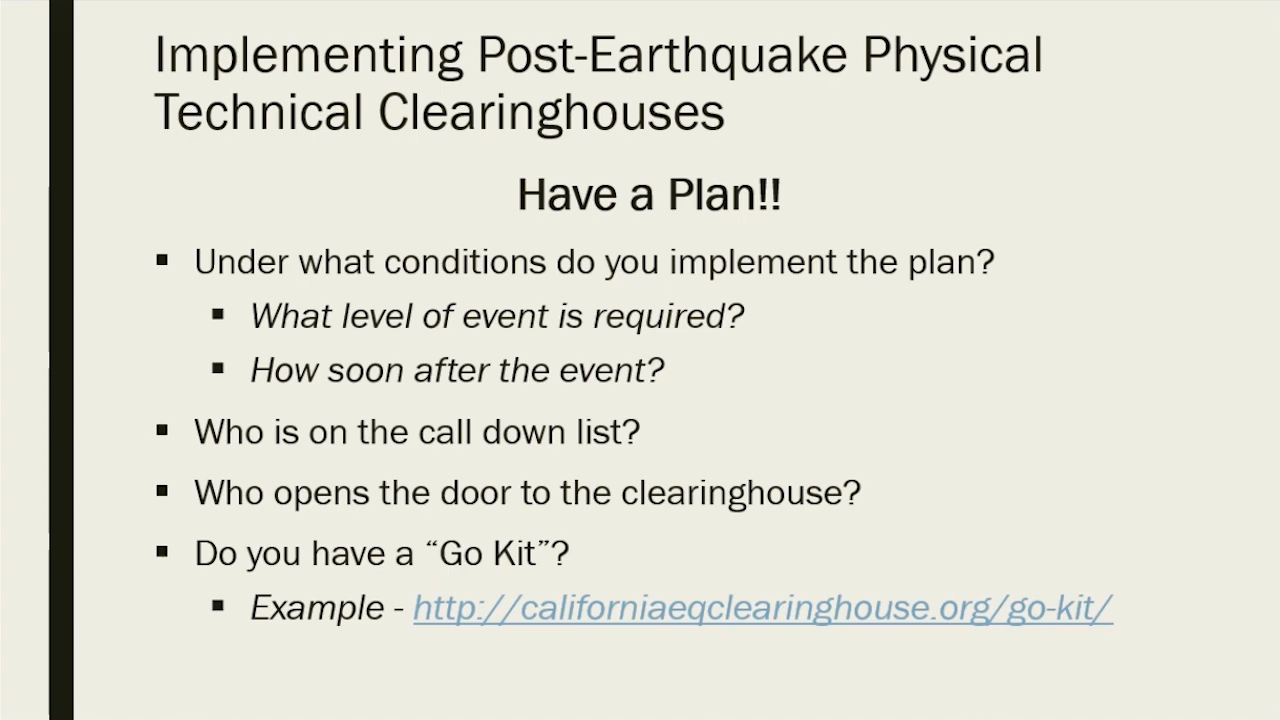 Implementing Post-Earthquake Physical
Technical Clearinghouses
Have a Plan!!
▪ Under what conditions do you implement the plan?
▪ What level of event is required?
▪ How soon after the event?
▪ Who is on the call down list?
▪ Who opens the door to the clearinghouse?
▪ Do you have a “Go Kit”?
▪ Example - http://californiaeqclearinghouse.org/go-kit/